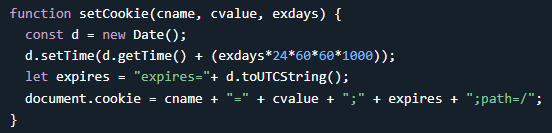 function setCookie(cname, cvalue, exdays) {
  const d = new Date();
  d.setTime(d.getTime() + (exdays*24*60*60*1000));
  let expires = "expires="+ d.toUTCString();
  document.cookie = cname + "=" + cvalue + ";" + expires + ";path=/";
}